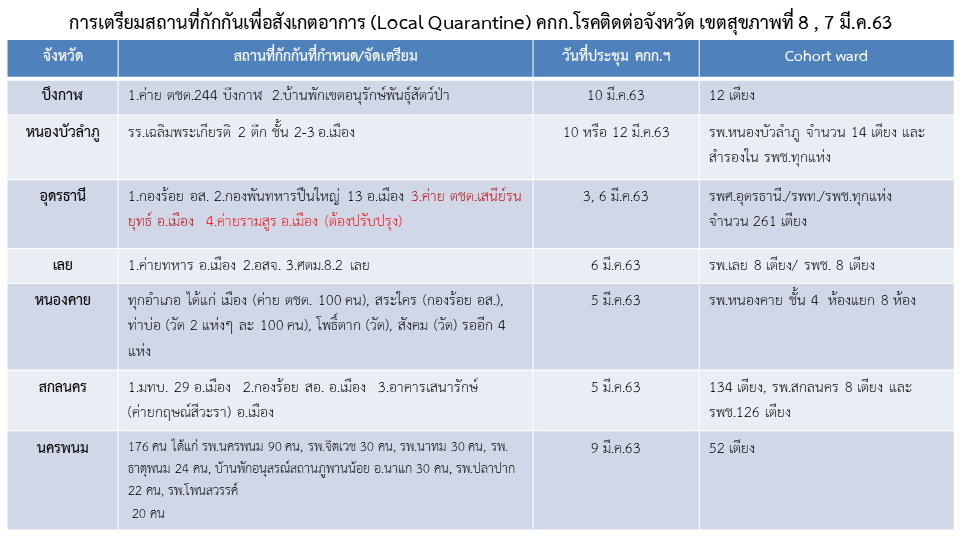 การเตรียมสถานที่กักกันเพื่อสังเกตอาการ (Local Quarantine) คกก.โรคติดต่อจังหวัด เขตสุขภาพที่ 8 , 7 มี.ค.63
จังหวัด สถานที่กักกันที่กำหนด/จัดเตรียม วันที่ประชุม คกก.ฯ Cohort ward
บึงกาฬ 1.ค่าย ตชด.244 บึงกาฬ 2.บ้านพักเขตอนุรักษ์พันธุ์สัตว์ป่า 10 มี.ค.63 12 เตียง
หนองบัวลำภู รร.เฉลิมพระเกียรติ 2 ตึก ชั้น 2-3 อ.เมือง 10 หรือ 12 มี.ค.63 รพ.หนองบัวลำภู จำนวน 14 เตียง และ
สำรองใน รพช.ทุกแห่ง
อุดรธานี 1.กองร้อย อส. 2.กองพันทหารปืนใหญ่ 13 อ.เมือง 3.ค่าย ตชด.เสนีย์รน 3, 6 มี.ค.63 รพศ.อุดรธานี./รพท./รพช.ทุกแห่ง
ยุทธ์ อ.เมือง 4.ค่ายรามสูร อ.เมือง (ต้องปรับปรุง) จำนวน 261 เตียง
เลย 1.ค่ายทหาร อ.เมือง 2.อสจ. 3.ศตม.8.2 เลย 6 มี.ค.63 รพ.เลย 8 เตียง/ รพช. 8 เตียง
หนองคาย ทุกอำเภอ ได้แก่ เมือง (ค่าย ตชด. 100 คน), สระใคร (กองร้อย อส.), 5 มี.ค.63 รพ.หนองคาย ชั้น 4 ห้องแยก 8 ห้อง
ท่าบ่อ (วัด 2 แห่งๆ ละ 100 คน), โพธิ์ตาก (วัด), สังคม (วัด) รออีก 4
แห่ง
สกลนคร 1.มทบ. 29 อ.เมือง 2.กองร้อย สอ. อ.เมือง 3.อาคารเสนารักษ์ 5 มี.ค.63 134 เตียง, รพ.สกลนคร 8 เตียง และ
(ค่ายกฤษณ์สีวะรา) อ.เมือง รพช.126 เตียง
นครพนม 176 คน ได้แก่ รพ.นครพนม 90 คน, รพ.จิตเวช 30 คน, รพ.นาทม 30 คน, รพ. 9 มี.ค.63 52 เตียง
ธาตุพนม 24 คน, บ้านพักอนุสรณ์สถานภูพานน้อย อ.นาแก 30 คน, รพ.ปลาปาก
22 คน, รพ.โพนสวรรค์
20 คน